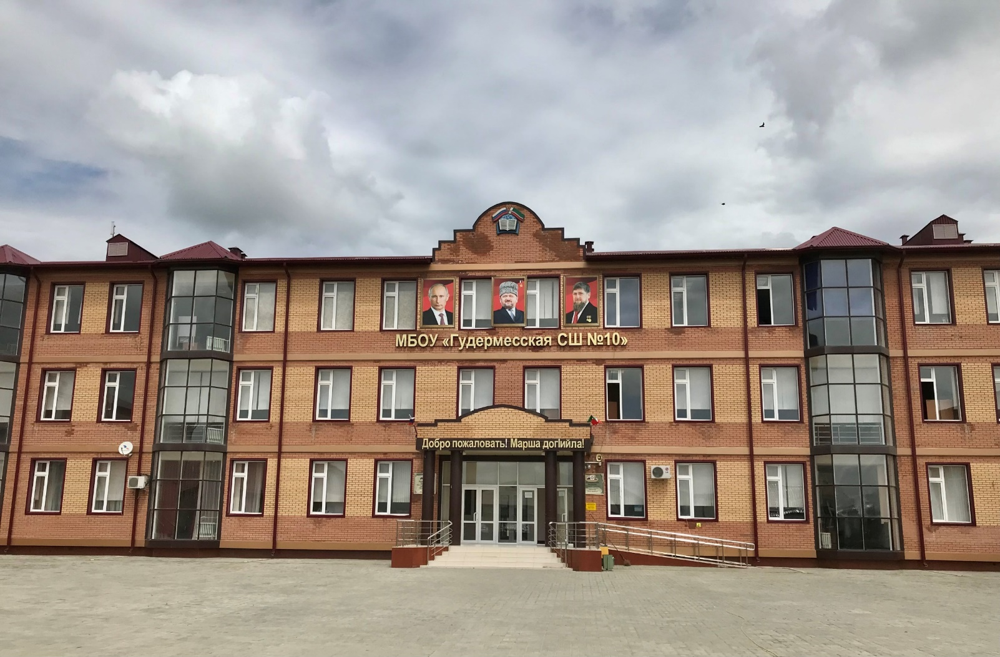 МБОУ «Гудермесская СШ №10»
Добро пожаловать! Марша догIийла!